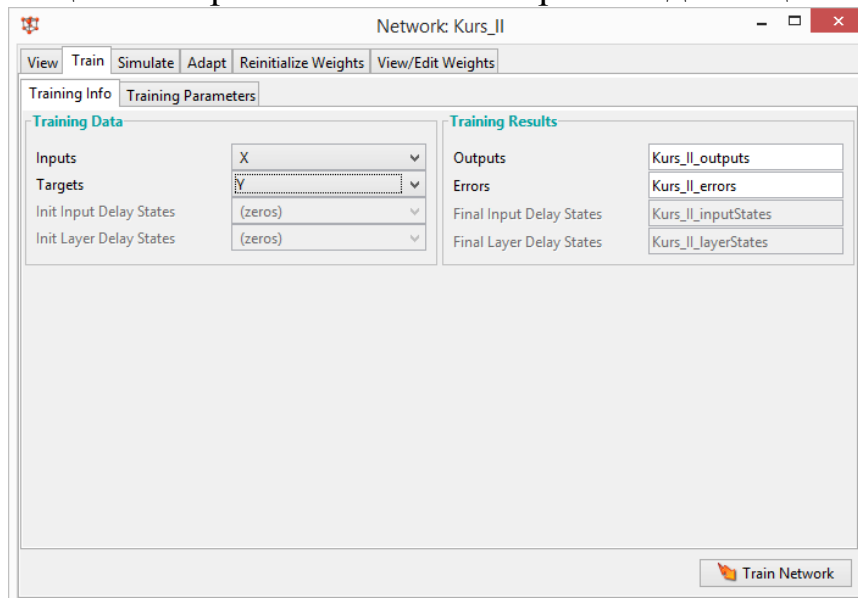 Network: Kurs_II
View Train Simulate Adapt Reinitialize Weights View/Edit Weights
Training Info Training Parameters
Training Data
Inputs X
Targets Y
Init Input Delay States (zeros)
Init Layer Delay States (zeros)
Training Results
Outputs Kurs_II_outputs
Errors Kurs_II_errors
Final Input Delay States Kurs_II_inputStates
Final Layer Delay States Kurs_II_layerStates
Train Network